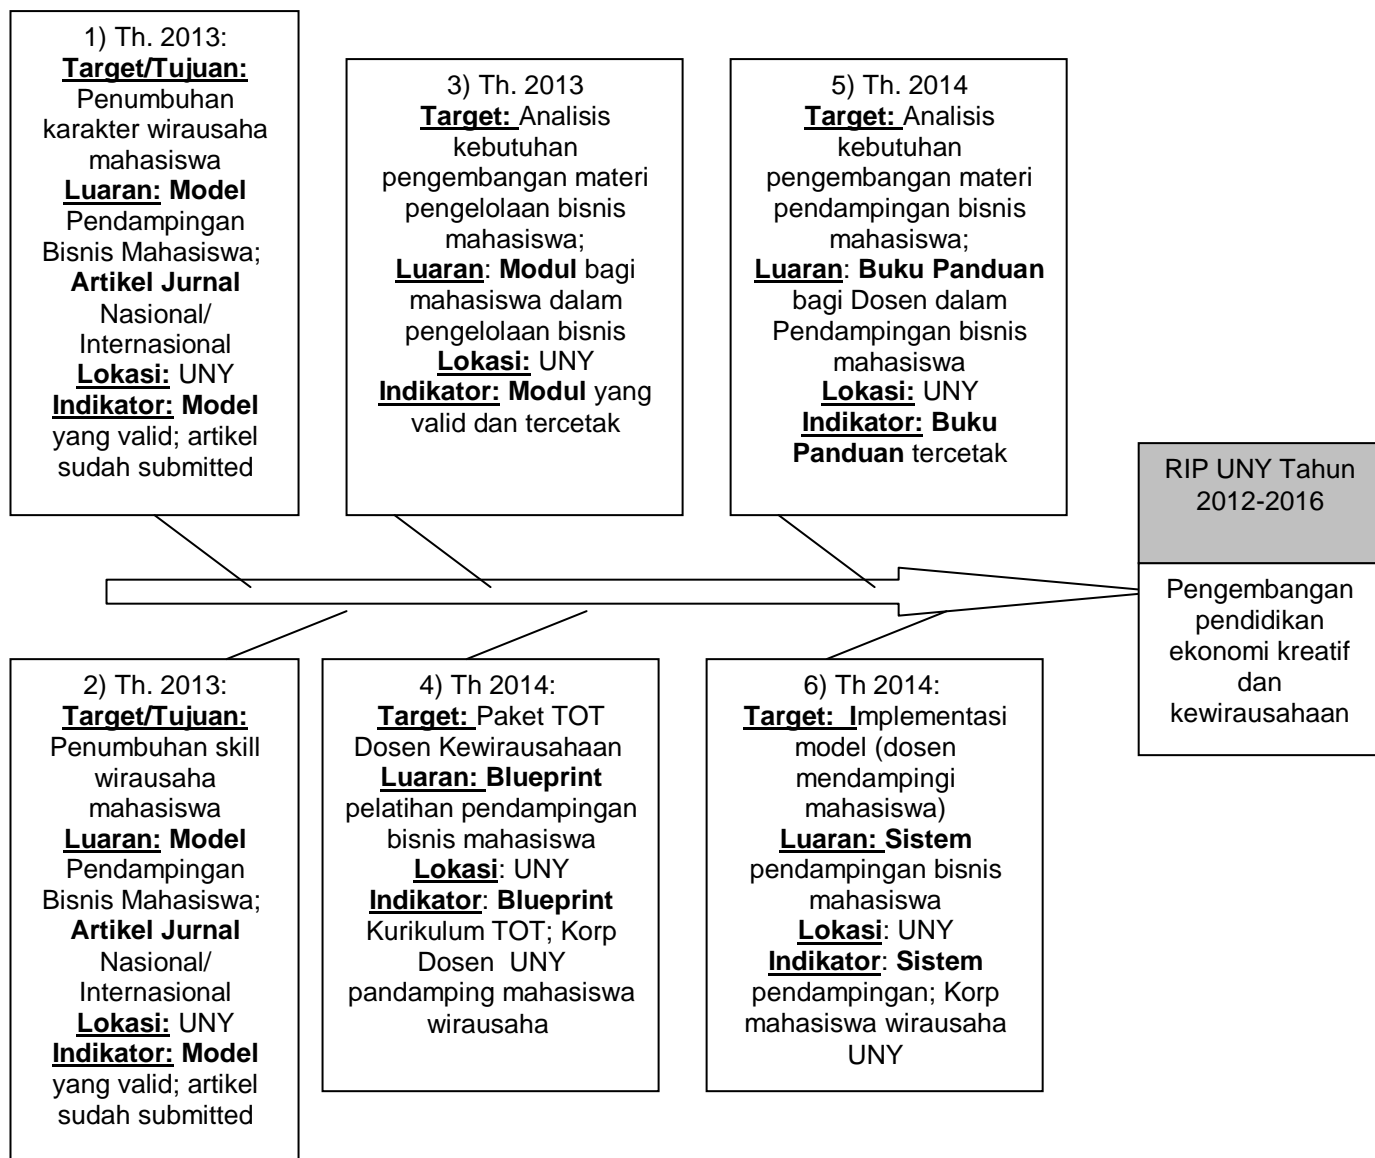 1) Th. 2013:
Target/Tujuan:
Penumbuhan
karakter wirausaha
mahasiswa
Luaran: Model
Pendampingan
Bisnis Mahasiswa;
Artikel Jurnal
Nasional/
Internasional
Lokasi: UNY
Indikator: Model
yang valid; artikel
sudah submitted
3) Th. 2013
Target: Analisis
kebutuhan
pengembangan materi
pengelolaan bisnis
mahasiswa;
Luaran: Modul bagi
mahasiswa dalam
pengelolaan bisnis
Lokasi: UNY
Indikator: Modul yang
valid dan tercetak
5) Th. 2014
Target: Analisis
kebutuhan
pengembangan materi
pendampingan bisnis
mahasiswa;
Luaran: Buku Panduan
bagi Dosen dalam
Pendampingan bisnis
mahasiswa
Lokasi: UNY
Indikator: Buku
Panduan tercetak
RIP UNY Tahun
2012-2016
Pengembangan
pendidikan
ekonomi kreatif
dan
kewirausahaan
2) Th. 2013:
Target/Tujuan:
Penumbuhan skill
wirausaha
mahasiswa
Luaran: Model
Pendampingan
Bisnis Mahasiswa;
Artikel Jurnal
Nasional/
Internasional
Lokasi: UNY
Indikator: Model
yang valid; artikel
sudah submitted
4) Th 2014:
Target: Paket TOT
Dosen Kewirausahaan
Luaran: Blueprint
pelatihan pendampingan
bisnis mahasiswa
Lokasi: UNY
Indikator: Blueprint
Kurikulum TOT; Korp
Dosen UNY
pandamping mahasiswa
wirausaha
6) Th 2014:
Target: Implementasi
model (dosen
mendampingi
mahasiswa)
Luaran: Sistem
pendampingan bisnis
mahasiswa
Lokasi: UNY
Indikator: Sistem
pendampingan; Korp
mahasiswa wirausaha
UNY